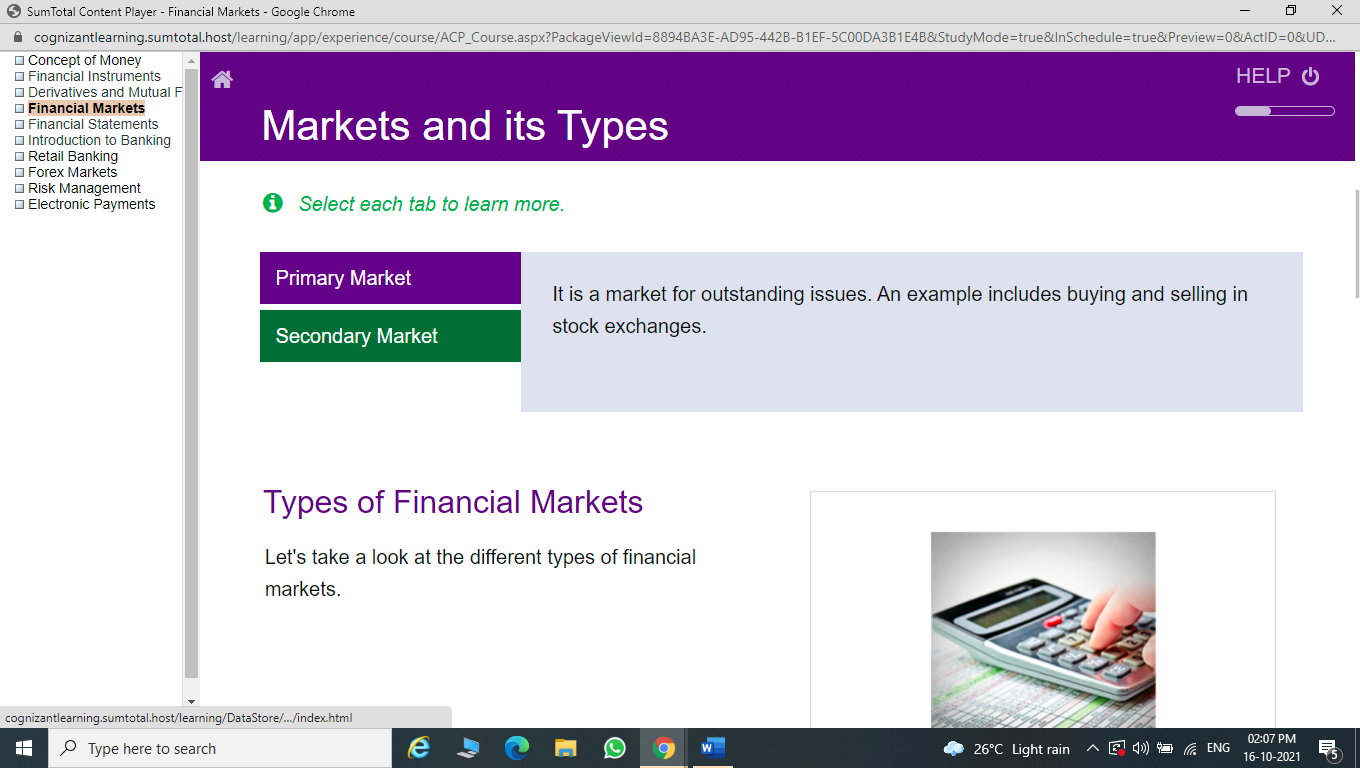 SumTotal Content Player - Financial Markets - Google Chrome
cognizantlearning.sumtotal.host/learning/app/experience/course/ACP_Course.aspx?PackageViewId=8894BA3E-AD95-442B-B1EF-5C00DA3B1E4B&StudyMode=true&InSchedule=true&Preview=0&ActID=0&UD...
Concept of Money
Financial Instruments
Derivatives and Mutual F
Financial Markets
Financial Statements
Introduction to Banking
Retail Banking
Forex Markets
Risk Management
Electronic Payments
HELP
Markets and its Types
Select each tab to learn more.
Primary Market
Secondary Market
It is a market for outstanding issues. An example includes buying and selling in
stock exchanges.
Types of Financial Markets
Let's take a look at the different types of financial
markets.
cognizantlearning.sumtotal.host/learning/DataStore/.../index.html
Type here to search
26°C Light rain
ENG
02:07 PM
16-10-2021
5